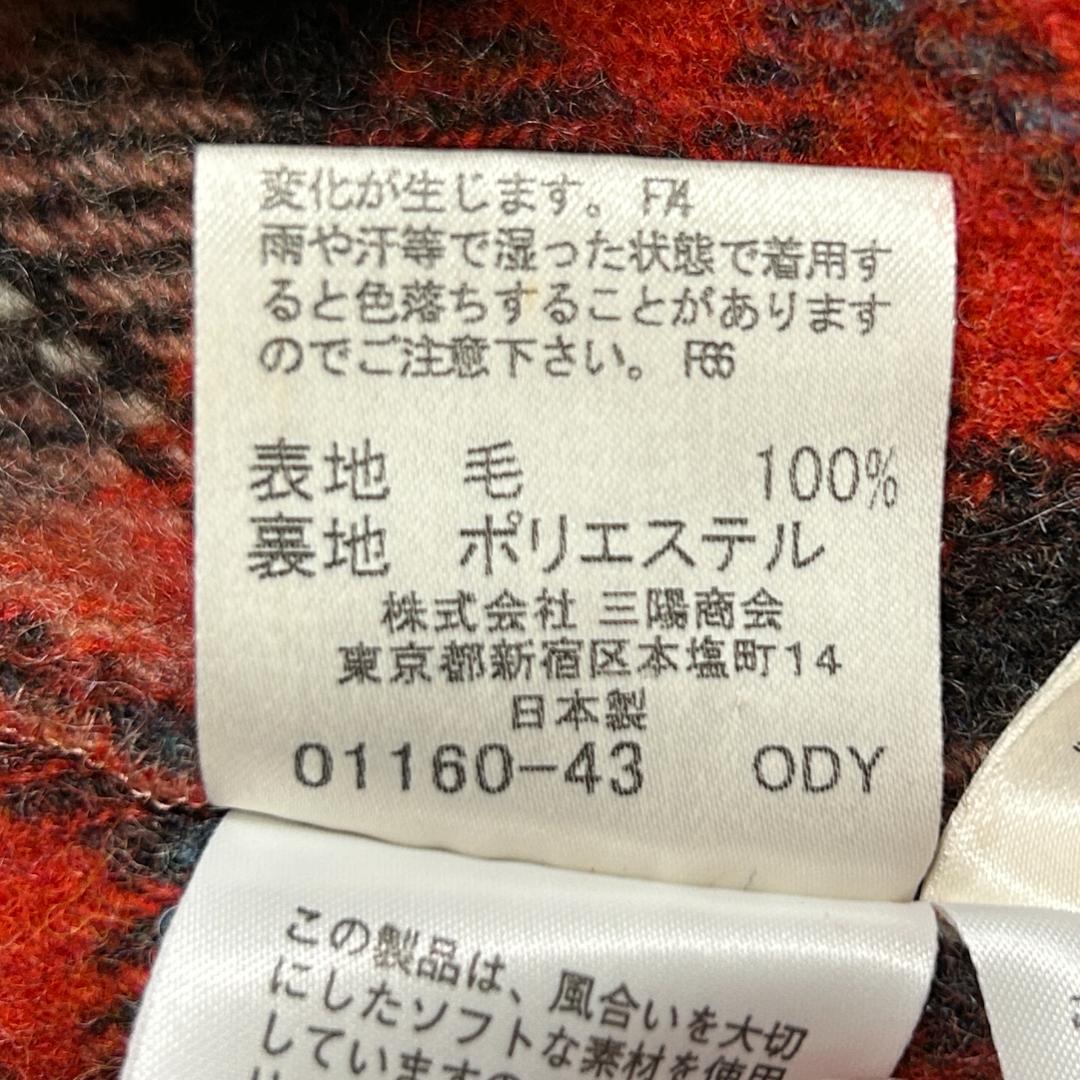 変化が生じます。 F74
雨や汗等で湿った状態で着用す
ると色落ちすることがあります
のでご注意下さい。 F66
表地 毛 100%
裏地 ポリエステル
株式会社 三陽商会
東京都新宿区本塩町14
日本製
01160-43 ODY
この製品は、風合いを大切
にしたソフトな素材を使用
しています